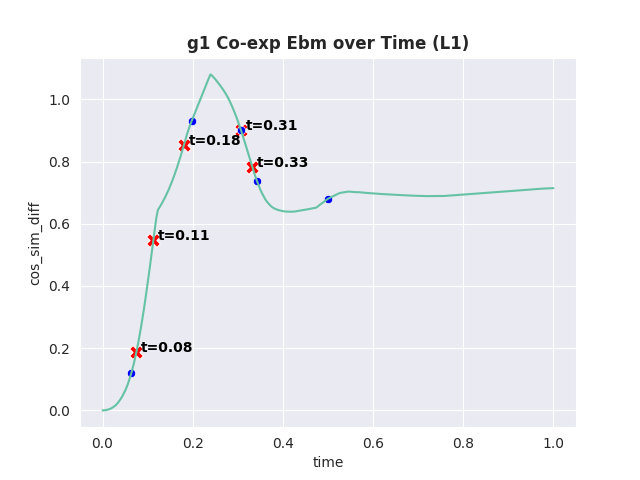 g1 Co-exp Ebm over Time (L1)
cos_sim_diff
1.0
0.8
0.6
0.4
0.2
0.0
t=0.31
t=0.18
t=0.33
t=0.11
t=0.08
0.0 0.2 0.4 0.6 0.8 1.0
time